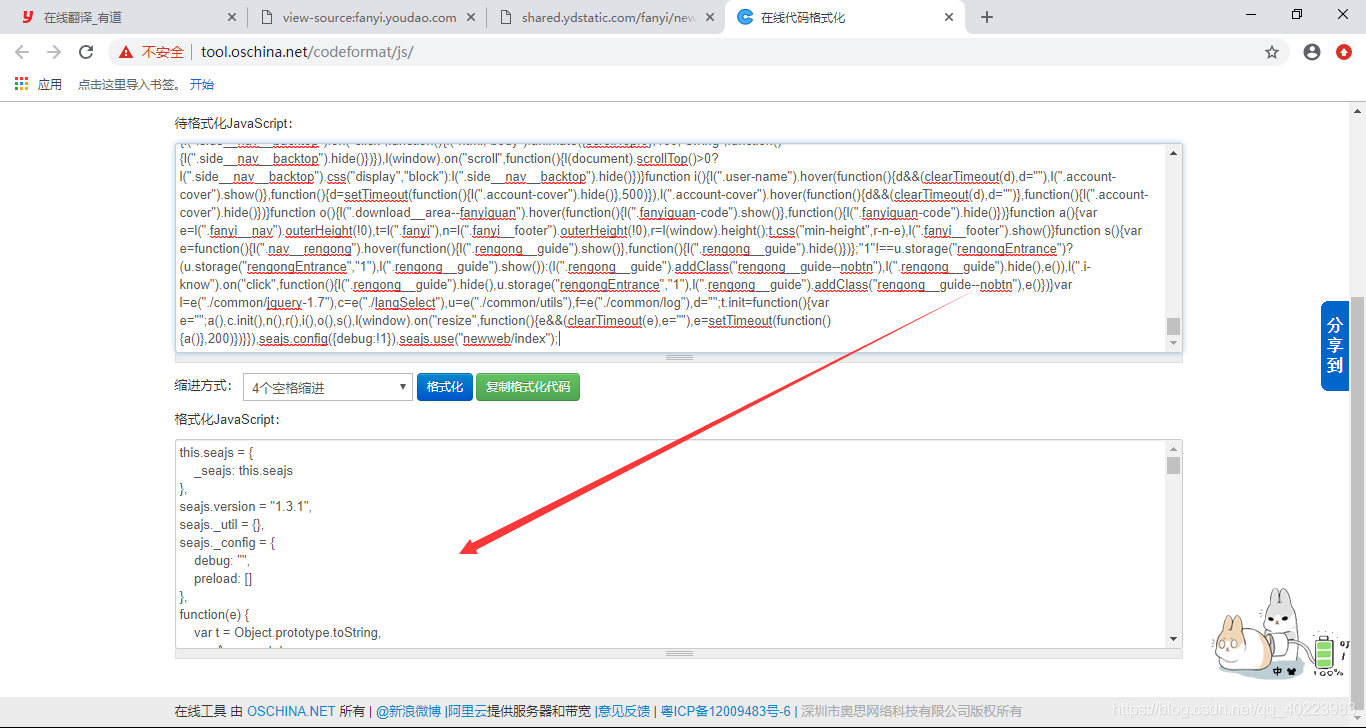 在线翻译_有道
view-source:fanyi.youdao.com
shared.ydstatic.com/fanyi/new
在线代码格式化
不安全 tool.oschina.net/codeformat/js/
应用 点击这里导入书签。 开始
待格式化JavaScript:
{l(".side__nav__backtop").hide()})}),l(window).on("scroll",function(){l(document).scrollTop()>0?
l(".side__nav__backtop").css("display","block"):l(".side__nav__backtop").hide()})}function i(){l(".user-name").hover(function(){d&&(clearTimeout(d),d=""),l(".account-
cover").show()},function(){d=setTimeout(function(){l(".account-cover").hide()},500)}),l(".account-cover").hover(function(){d&&(clearTimeout(d),d="")},function(){l(".account-
cover").hide()})}function o(){l(".download__area--fanyiguan").hover(function(){l(".fanyiguan-code").show()},function(){l(".fanyiguan-code").hide()})}function a(){var
e=l(".fanyi__nav").outerHeight(!0),t=l(".fanyi"),n=l(".fanyi__footer").outerHeight(!0),r=l(window).height();t.css("min-height",r-n-e),l(".fanyi__footer").show()}function s(){var
e=function(){l(".nav__rengong").hover(function(){l(".rengong__guide").show()},function(){l(".rengong__guide").hide()})};"1"!==u.storage("rengongEntrance")?
(u.storage("rengongEntrance","1"),l(".rengong__guide").show()):(l(".rengong__guide").addClass("rengong__guide--nobtn"),l(".rengong__guide").hide(),e()),l(".i-
know").on("click",function(){l(".rengong__guide").hide(),u.storage("rengongEntrance","1"),l(".rengong__guide").addClass("rengong__guide--nobtn"),e()})}var
l=e("./common/jquery-1.7"),c=e("./langSelect"),u=e("./common/utils"),f=e("./common/log"),d="";t.init=function(){var
e="";a(),c.init(),n(),r(),i(),o(),s(),l(window).on("resize",function(){e&&(clearTimeout(e),e=""),e=setTimeout(function()
{a()},200)})}}),seajs.config({debug:!1}),seajs.use("newweb/index");
分享到
缩进方式: 4个空格缩进 格式化 复制格式化代码
格式化JavaScript:
this.seajs = {
_seajs: this.seajs
},
seajs.version = "1.3.1",
seajs._util = {},
seajs._config = {
debug: "",
preload: []
},
function(e) {
var t = Object.prototype.toString,
中
100%
在线工具 由 OSCHINA.NET 所有 | @新浪微博 |阿里云提供服务器和带宽 |意见反馈 | 粤ICP备12009483号-6 | 深圳市奥思网络科技有限公司版权所有